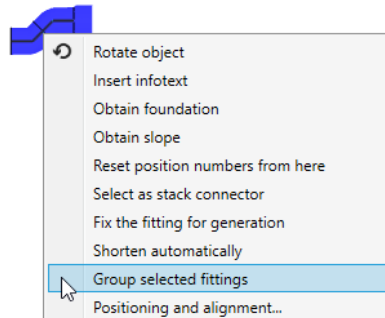 Rotate object
Insert infotext
Obtain foundation
Obtain slope
Reset position numbers from here
Select as stack connector
Fix the fitting for generation
Shorten automatically
Group selected fittings
Positioning and alignment...